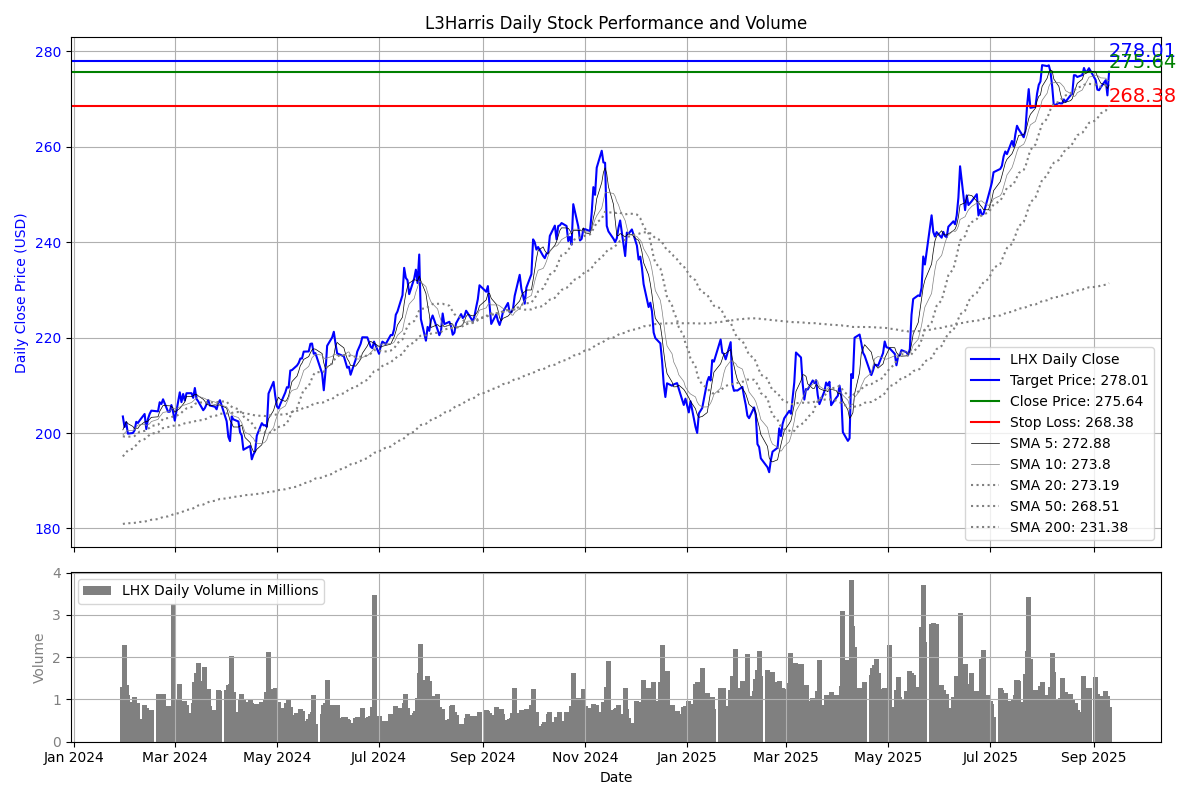 L3Harris Daily Stock Performance and Volume
280
260
240
220
200
180
Daily Close Price (USD)
278.01
275.64
268.38
LHX Daily Close
Target Price: 278.01
Close Price: 275.64
Stop Loss: 268.38
SMA 5: 272.88
SMA 10: 273.8
SMA 20: 273.19
SMA 50: 268.51
SMA 200: 231.38
4
3
2
1
0
Volume
LHX Daily Volume in Millions
Jan 2024 Mar 2024 May 2024 Jul 2024 Sep 2024 Nov 2024 Jan 2025 Mar 2025 May 2025 Jul 2025 Sep 2025
Date